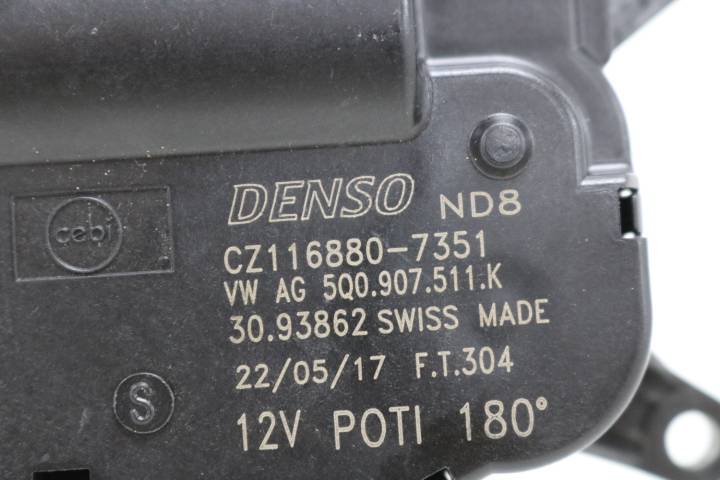 DENSO ND8
cebi
CZ116880-7351
VW AG 5Q0.907.511.K
30.93862 SWISS MADE
22/05/17 F.T.304
S
12V POTI 180°